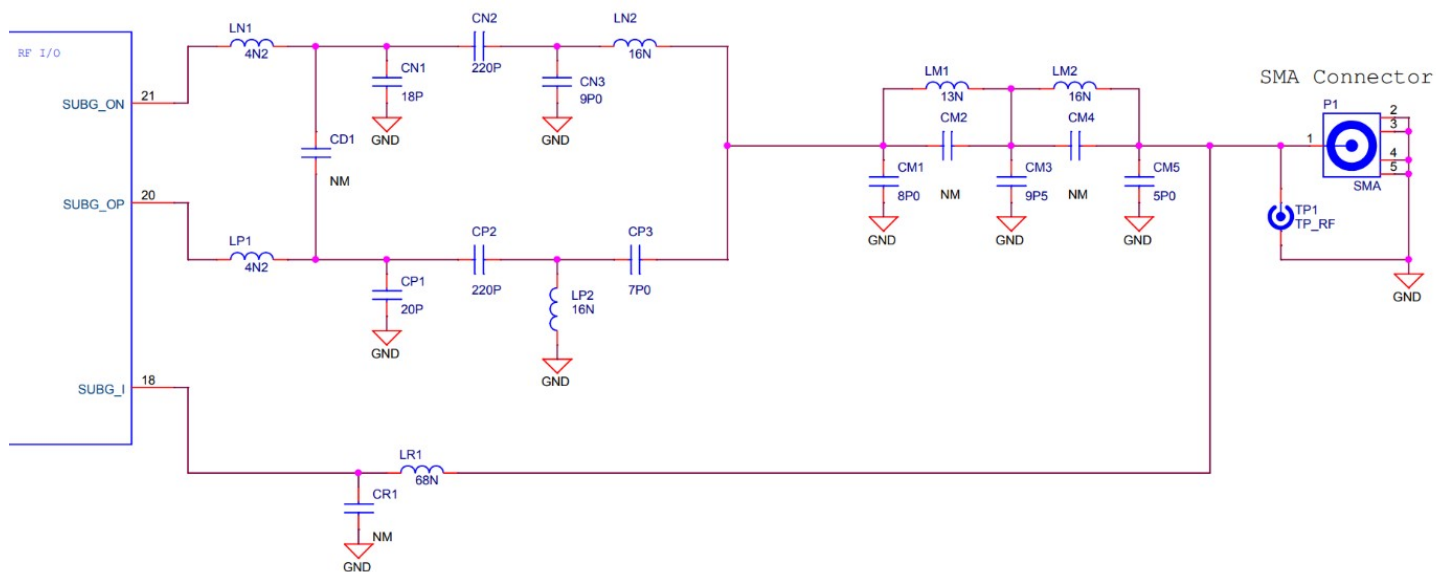 RF I/O
SUBG_ON
21
LN1
4N2
CN1
18P
CN2
220P
CN3
9P0
LN2
16N
GND
GND
CD1
NM
SUBG_OP
20
LP1
4N2
CP1
20P
CP2
220P
LP2
16N
CP3
7P0
GND
GND
SUBG_I
18
CR1
NM
LR1
68N
GND
LM1
13N
LM2
16N
CM2
NM
CM4
NM
CM1
8P0
CM3
9P5
CM5
5P0
GND
GND
GND
SMA Connector
P1
1
2
3
4
5
SMA
TP1
TP_RF
GND